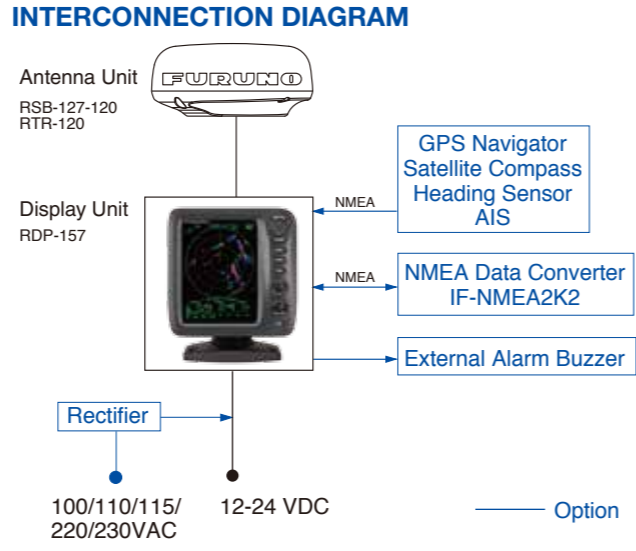 INTERCONNECTION DIAGRAM
Antenna Unit
RSB-127-120
RTR-120
FURUNO
GPS Navigator
Satellite Compass
Heading Sensor
AIS
NMEA
Display Unit
RDP-157
NMEA
NMEA Data Converter
IF-NMEA2K2
External Alarm Buzzer
Rectifier
100/110/115/
220/230VAC
12-24 VDC
Option